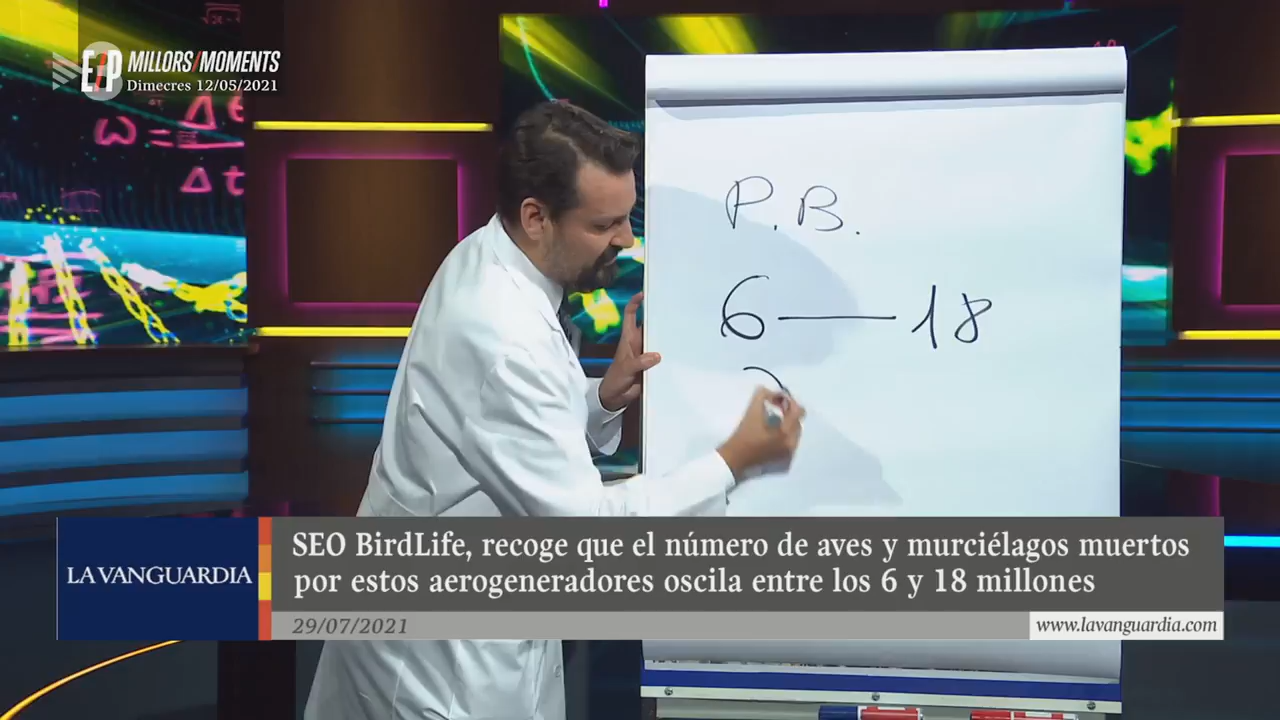 E P MILLORS/MOMENTS
Dimecres 12/05/2021
ω = Δ
Δ t
P.B.
6 — 18
LA VANGUARDIA
SEO BirdLife, recoge que el número de aves y murciélagos muertos
por estos aerogeneradores oscila entre los 6 y 18 millones
29/07/2021
www.lavanguardia.com